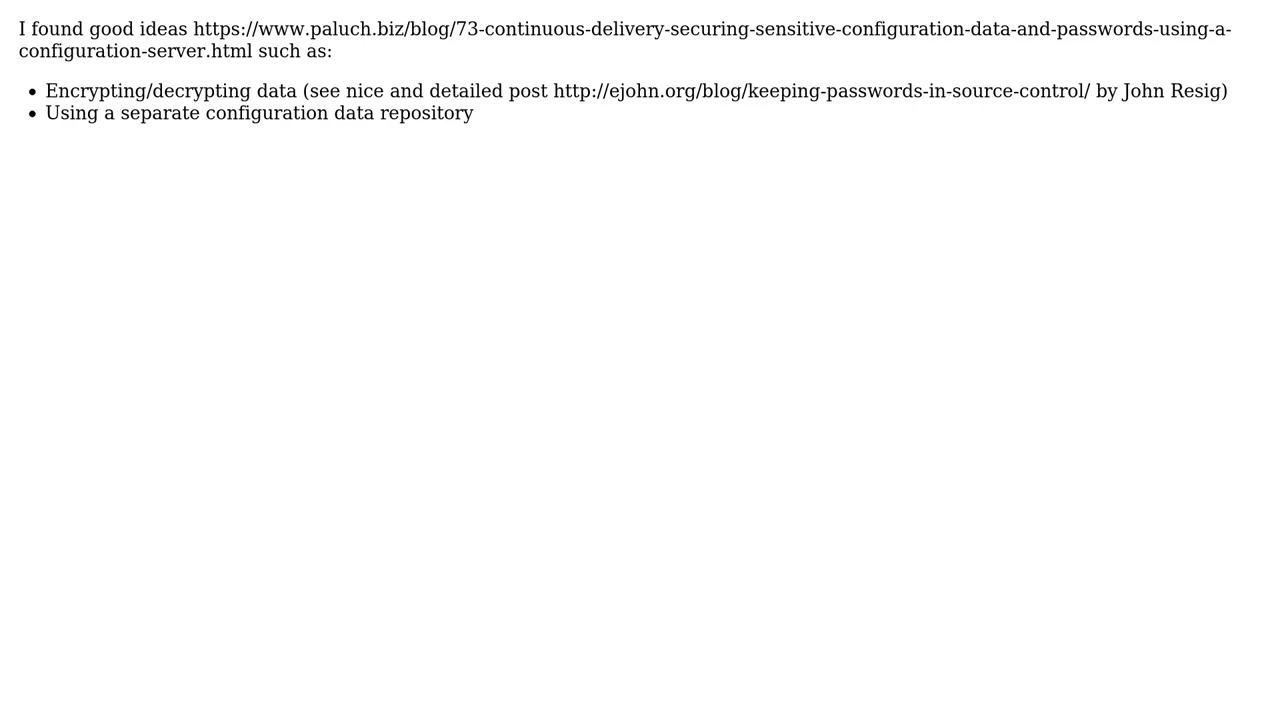 I found good ideas https://www.paluch.biz/blog/73-continuous-delivery-securing-sensitive-configuration-data-and-passwords-using-a-
configuration-server.html such as:
• Encrypting/decrypting data (see nice and detailed post http://ejohn.org/blog/keeping-passwords-in-source-control/ by John Resig)
• Using a separate configuration data repository